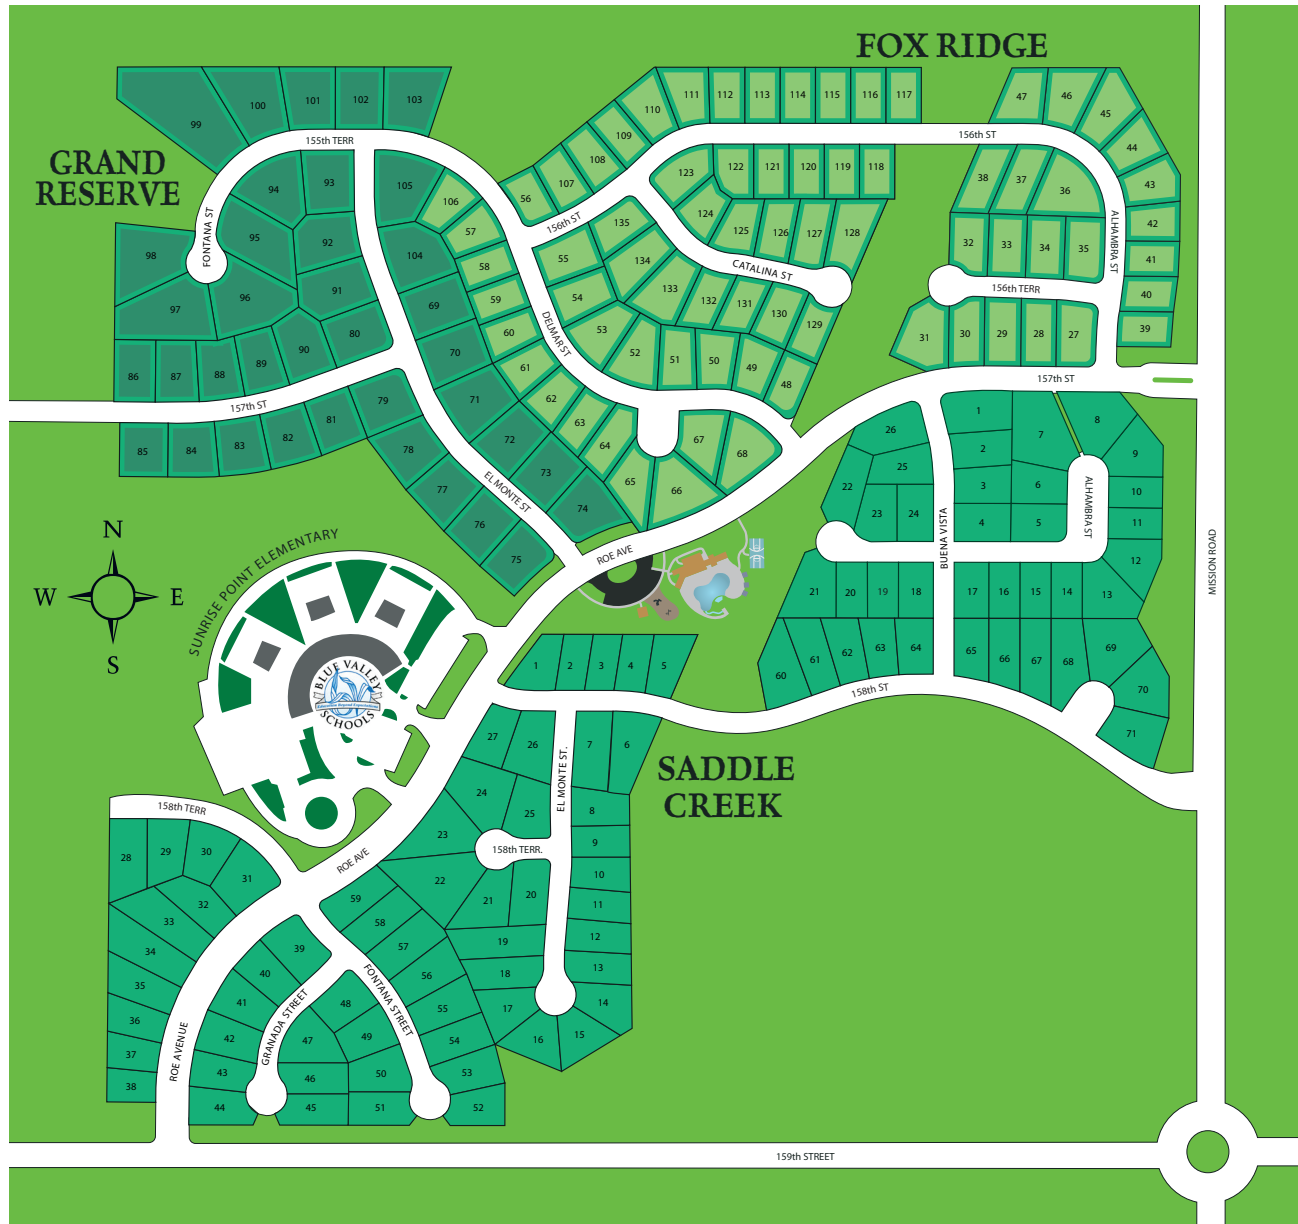 FOX RIDGE
GRAND
RESERVE
SADDLE
CREEK
N
W
E
S
155th TERR
FONTANA ST
157th ST
156th ST
156th ST
CATALINA ST
DELMAR ST
EL MONTE ST
ALHAMBRA ST
156th TERR
157th ST
ROE AVE
BUENA VISTA
ALHAMBRA ST
MISSION ROAD
158th ST
SUNRISE POINT ELEMENTARY
BLUE VALLEY
SCHOOLS
EL MONTE ST.
158th TERR.
158th TERR
ROE AVE
ROE AVENUE
GRANADA STREET
FONTANA STREET
159th STREET
99 100 101 102 103
94 93 105 106
98 95 92 104 57
97 96 91 69 58
86 87 88 89 90 80 70 59
85 84 83 82 81 79 71 60
78 72 61
77 73 62
76 74 63
75 64 65 66 67 68
56 107 108 109 110 111 112 113 114 115 116 117
123 122 121 120 119 118
135 124 125 126 127 128
55 134 133 132 131 130 129
54 53 52 51 50 49 48
47 46 45 44 43 42 41 40 39
38 37 36
32 33 34 35
31 30 29 28 27
26 1 7 8
25 2 9
22 3 6 10
23 24 4 5 11
12
21 20 19 18 17 16 15 14 13
60 61 62 63 64 65 66 67 68 69
70
71
1 2 3 4 5
27 26 7 6
24 25 8
23 9
22 21 20 10
11
19 12
18 13
17 14
16 15
28 29 30 31
33 32
34
35
36
37
38
59
58
39 57
40 56
41 48 55
42 47 49 54
43 46 50 53
44 45 51 52